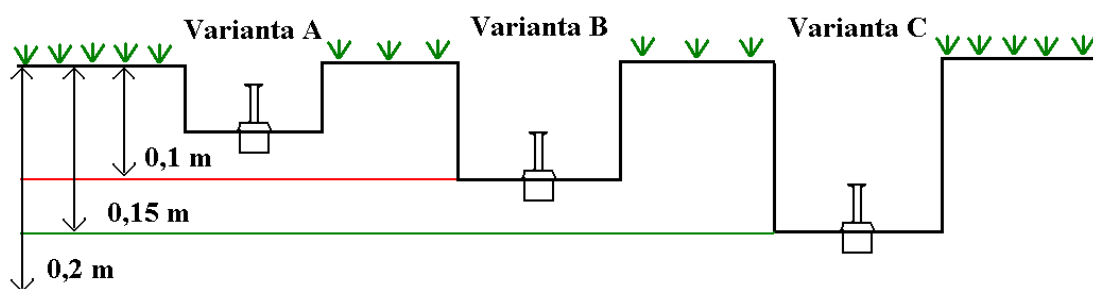 Varianta A
Varianta B
Varianta C
0,1 m
0,15 m
0,2 m